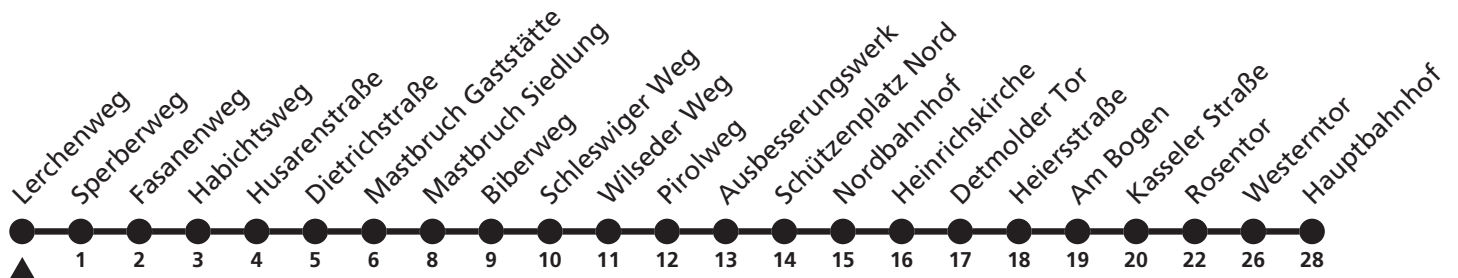 Lerchenweg
Sperberweg
Fasanenweg
Habichtsweg
Husarenstraße
Dietrichstraße
Mastbruch Gaststätte
Mastbruch Siedlung
Biberweg
Schleswiger Weg
Wilseder Weg
Pirolweg
Ausbesserungswerk
Schützenplatz Nord
Nordbahnhof
Heinrichskirche
Detmolder Tor
Heiersstraße
Am Bogen
Kasseler Straße
Rosentor
Westerntor
Hauptbahnhof
1 2 3 4 5 6 8 9 10 11 12 13 14 15 16 17 18 19 20 22 26 28